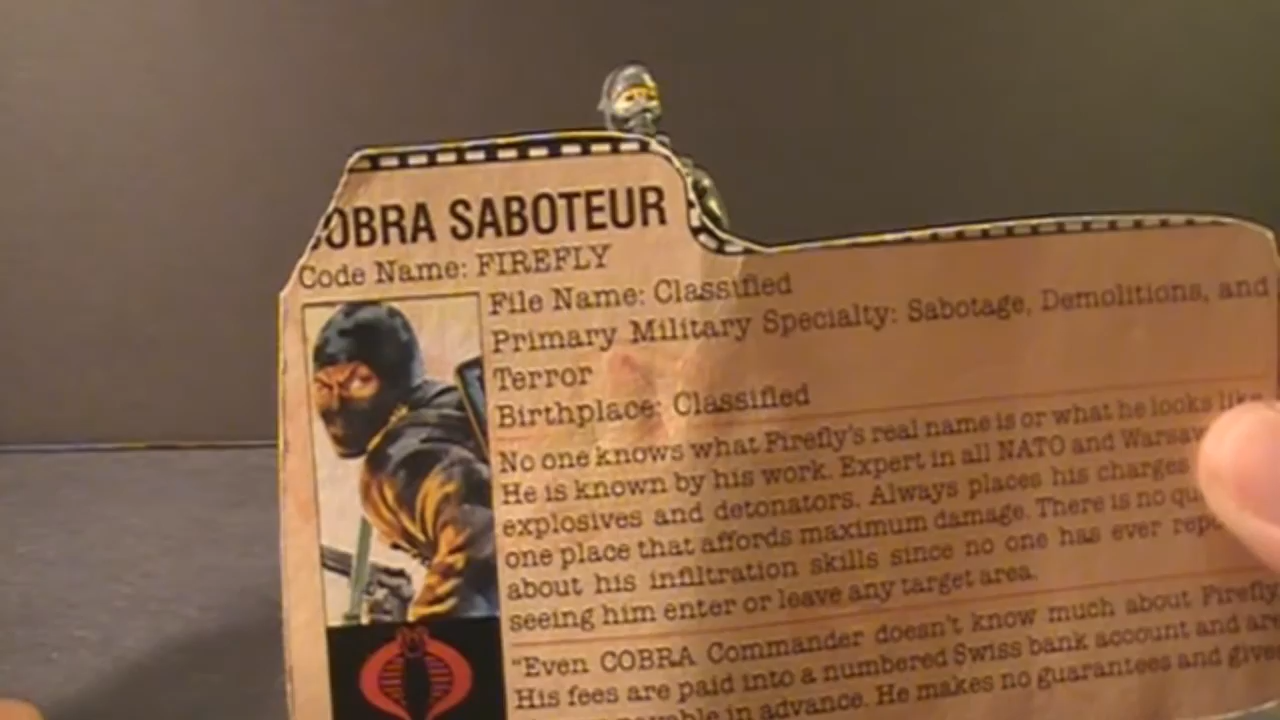 COBRA SABOTEUR
Code Name: FIREFLY
File Name: Classified
Primary Military Specialty: Sabotage, Demolitions, and
Terror
Birthplace: Classified
No one knows what Firefly's real name is or what he looks like.
He is known by his work. Expert in all NATO and Warsaw
explosives and detonators. Always places his charges
one place that affords maximum damage. There is no
about his infiltration skills since no one has ever
seeing him enter or leave any target area.
"Even COBRA Commander doesn't know much about Firefly
His fees are paid into a numbered Swiss bank account and are
payable in advance. He makes no guarantees and gives